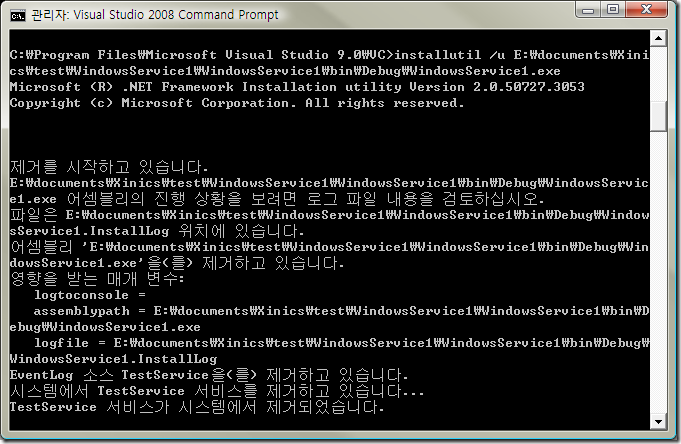 관리자: Visual Studio 2008 Command Prompt
C:₩Program Files₩Microsoft Visual Studio 9.0₩VC>installutil /u E:₩documents₩Xini
cs₩test₩WindowsService1₩WindowsService1₩bin₩Debug₩WindowsService1.exe
Microsoft (R) .NET Framework Installation utility Version 2.0.50727.3053
Copyright (c) Microsoft Corporation. All rights reserved.
제거를 시작하고 있습니다.
E:₩documents₩Xinics₩test₩WindowsService1₩WindowsService1₩bin₩Debug₩WindowsServic
e1.exe 어셈블리의 진행 상황을 보려면 로그 파일 내용을 검토하십시오.
파일은 E:₩documents₩Xinics₩test₩WindowsService1₩WindowsService1₩bin₩Debug₩Window
sService1.InstallLog 위치에 있습니다.
어셈블리 'E:₩documents₩Xinics₩test₩WindowsService1₩WindowsService1₩bin₩Debug₩Win
dowsService1.exe'을(를) 제거하고 있습니다.
영향을 받는 매개 변수:
logtoconsole =
assemblypath = E:₩documents₩Xinics₩test₩WindowsService1₩WindowsService1₩bin₩D
ebug₩WindowsService1.exe
logfile = E:₩documents₩Xinics₩test₩WindowsService1₩WindowsService1₩bin₩Debug₩
WindowsService1.InstallLog
EventLog 소스 TestService을(를) 제거하고 있습니다.
시스템에서 TestService 서비스를 제거하고 있습니다...
TestService 서비스가 시스템에서 제거되었습니다.